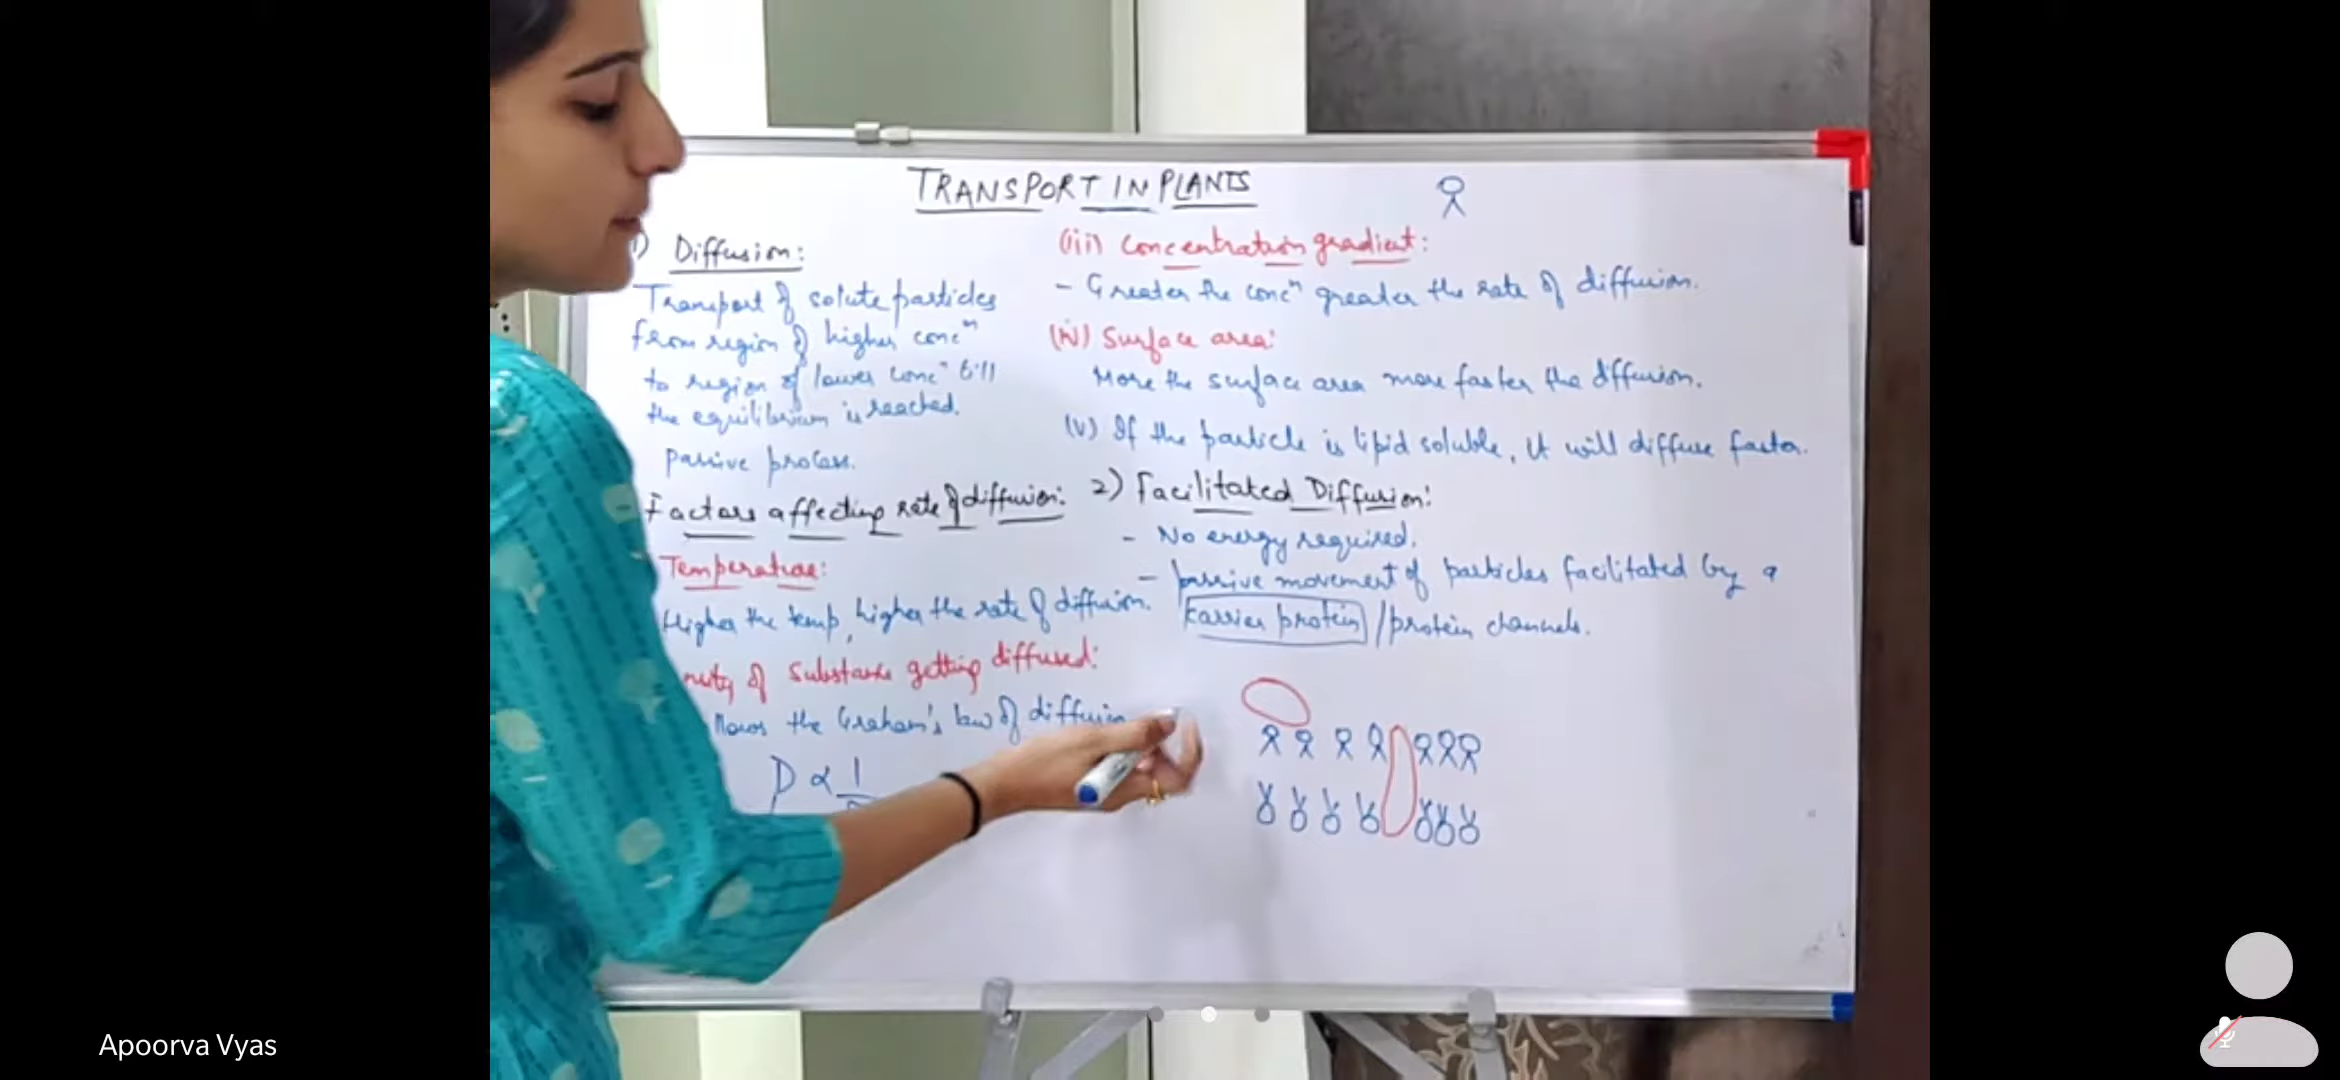 TRANSPORT IN PLANTS
1) Diffusion:
Transport of solute particles
from region of higher concn
to region of lower concn till
the equilibrium is reached.
passive process.
Factors affecting rate of diffusion:
Temperature:
Higher the temp, higher the rate of diffusion.
of substance getting diffused:
the Graham's law of diffusion
D ∝ 1
(iii) Concentration gradient:
- Greater the concn greater the rate of diffusion.
(iv) Surface area:
More the surface area more faster the diffusion.
(v) If the particle is lipid soluble, it will diffuse faster.
2) Facilitated Diffusion:
- No energy required.
- passive movement of particles facilitated by a
carrier protein / protein channels.
Apoorva Vyas